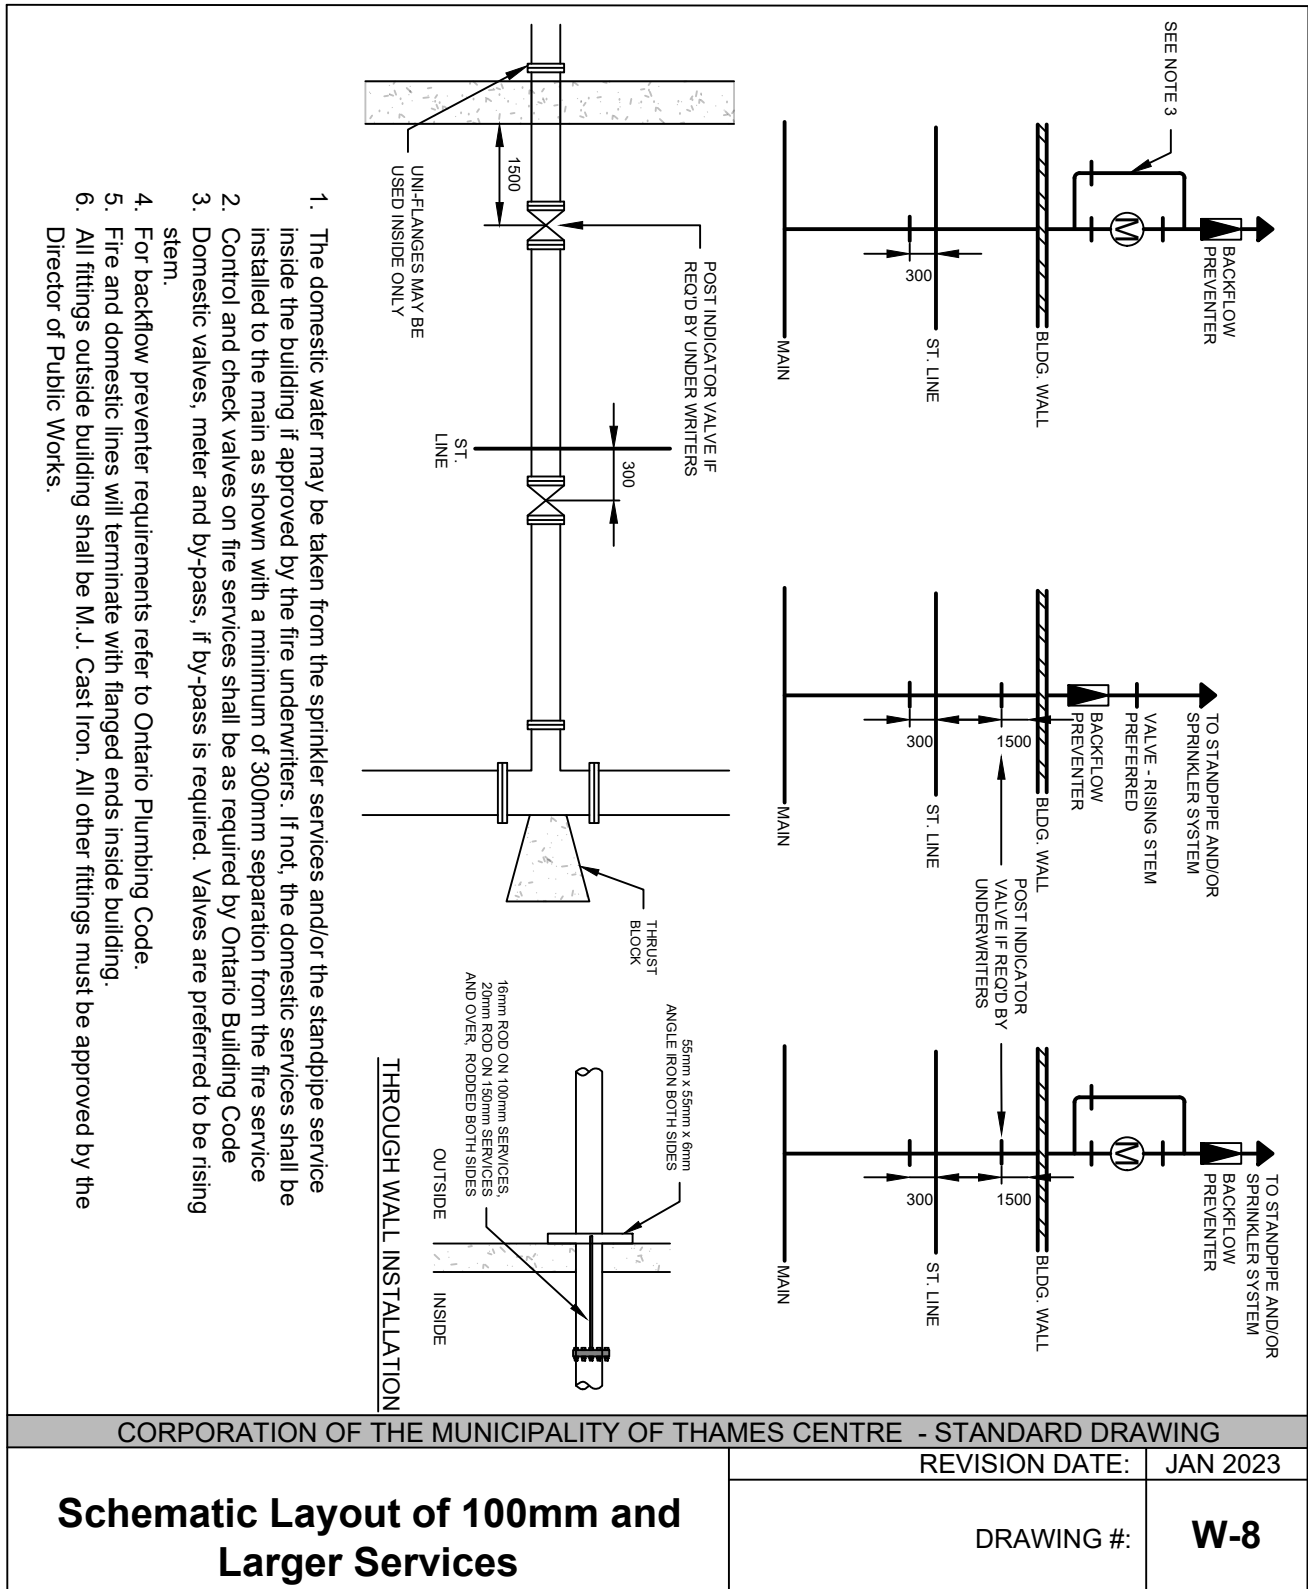 SEE NOTE 3
BACKFLOW
PREVENTER
BLDG. WALL
ST. LINE
300
MAIN
TO STANDPIPE AND/OR
SPRINKLER SYSTEM
VALVE - RISING STEM
PREFERRED
BACKFLOW
PREVENTER
BLDG. WALL
1500
ST. LINE
300
MAIN
POST INDICATOR
VALVE IF REQ'D BY
UNDERWRITERS
TO STANDPIPE AND/OR
SPRINKLER SYSTEM
BACKFLOW
PREVENTER
M
M
BLDG. WALL
1500
ST. LINE
300
MAIN
POST INDICATOR VALVE IF
REQ'D BY UNDER WRITERS
1500
UNI-FLANGES MAY BE
USED INSIDE ONLY
300
ST.
LINE
THRUST
BLOCK
55mm x 55mm x 6mm
ANGLE IRON BOTH SIDES
16mm ROD ON 100mm SERVICES,
20mm ROD ON 150mm SERVICES
AND OVER, RODDED BOTH SIDES
OUTSIDE
INSIDE
THROUGH WALL INSTALLATION
1. The domestic water may be taken from the sprinkler services and/or the standpipe service
inside the building if approved by the fire underwriters. If not, the domestic services shall be
installed to the main as shown with a minimum of 300mm separation from the fire service
2. Control and check valves on fire services shall be as required by Ontario Building Code
3. Domestic valves, meter and by-pass, if by-pass is required. Valves are preferred to be rising
stem.
4. For backflow preventer requirements refer to Ontario Plumbing Code.
5. Fire and domestic lines will terminate with flanged ends inside building.
6. All fittings outside building shall be M.J. Cast Iron. All other fittings must be approved by the
Director of Public Works.
CORPORATION OF THE MUNICIPALITY OF THAMES CENTRE - STANDARD DRAWING
Schematic Layout of 100mm and
Larger Services
REVISION DATE: JAN 2023
DRAWING #: W-8